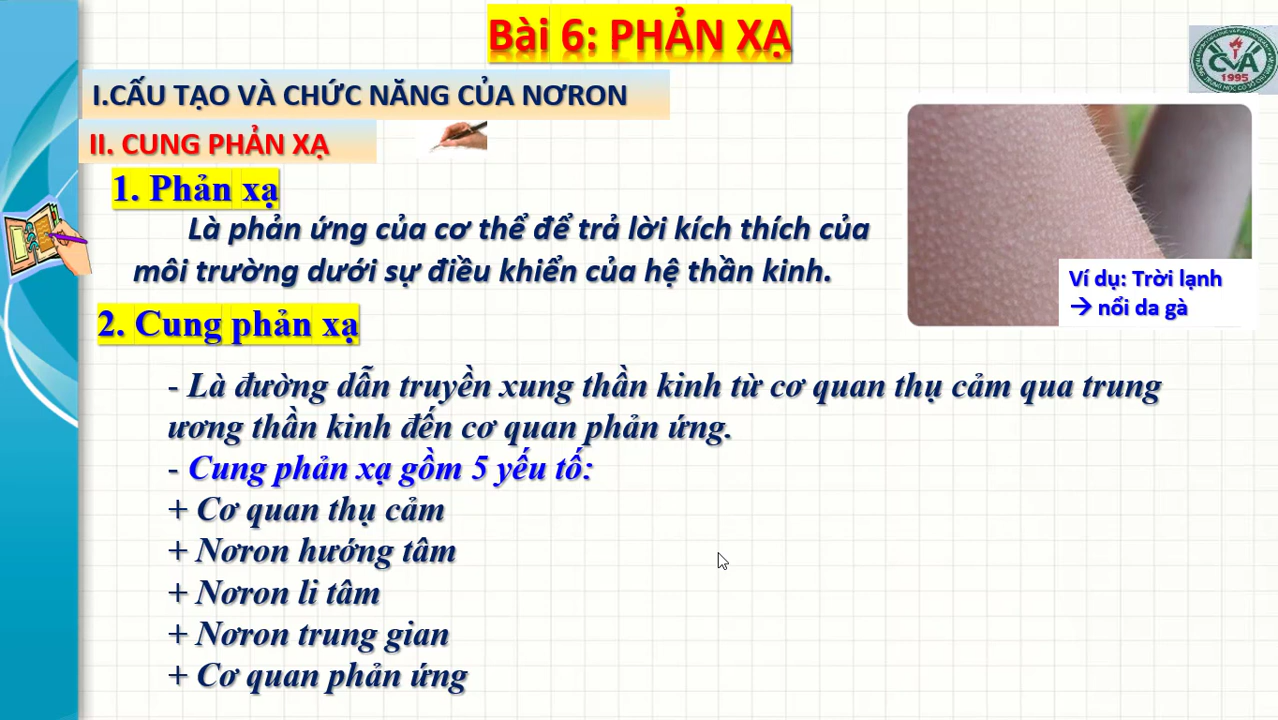 Bài 6: PHẢN XẠ
CVA
1995
I.CẤU TẠO VÀ CHỨC NĂNG CỦA NƠRON
II. CUNG PHẢN XẠ
1. Phản xạ
Là phản ứng của cơ thể để trả lời kích thích của
môi trường dưới sự điều khiển của hệ thần kinh.
Ví dụ: Trời lạnh
→ nổi da gà
2. Cung phản xạ
- Là đường dẫn truyền xung thần kinh từ cơ quan thụ cảm qua trung
ương thần kinh đến cơ quan phản ứng.
- Cung phản xạ gồm 5 yếu tố:
+ Cơ quan thụ cảm
+ Nơron hướng tâm
+ Nơron li tâm
+ Nơron trung gian
+ Cơ quan phản ứng